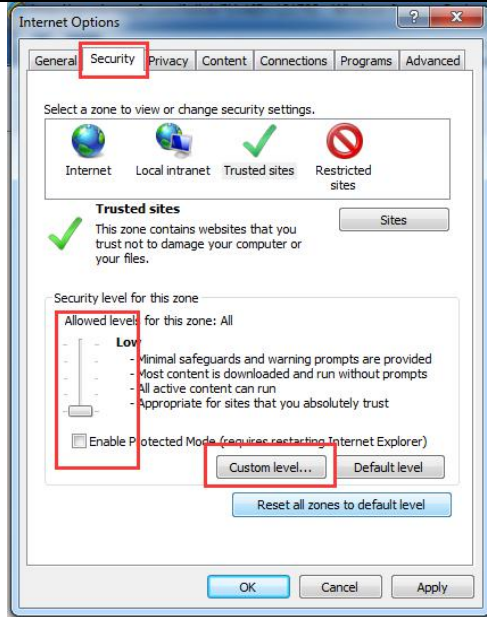 Internet Options
General Security Privacy Content Connections Programs Advanced
Select a zone to view or change security settings.
Internet Local intranet Trusted sites Restricted
sites
Trusted sites
Sites
This zone contains websites that you
trust not to damage your computer or
your files.
Security level for this zone
Allowed levels for this zone: All
Low
- Minimal safeguards and warning prompts are provided
- Most content is downloaded and run without prompts
- All active content can run
- Appropriate for sites that you absolutely trust
Enable Protected Mode (requires restarting Internet Explorer)
Custom level... Default level
Reset all zones to default level
OK Cancel Apply